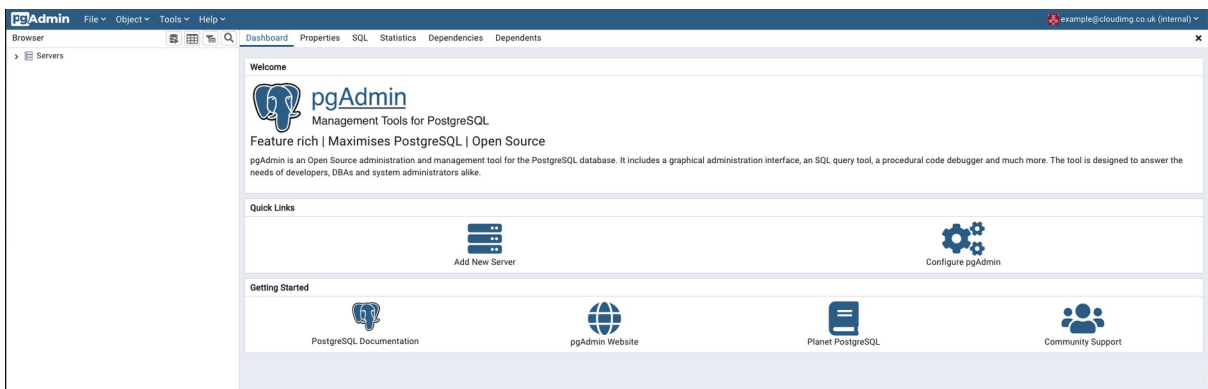 pgAdmin File Object Tools Help example@cloudimg.co.uk (internal)
Browser Dashboard Properties SQL Statistics Dependencies Dependents
Servers
Welcome
pgAdmin
Management Tools for PostgreSQL
Feature rich | Maximises PostgreSQL | Open Source
pgAdmin is an Open Source administration and management tool for the PostgreSQL database. It includes a graphical administration interface, an SQL query tool, a procedural code debugger and much more. The tool is designed to answer the
needs of developers, DBAs and system administrators alike.
Quick Links
Add New Server Configure pgAdmin
Getting Started
PostgreSQL Documentation pgAdmin Website Planet PostgreSQL Community Support